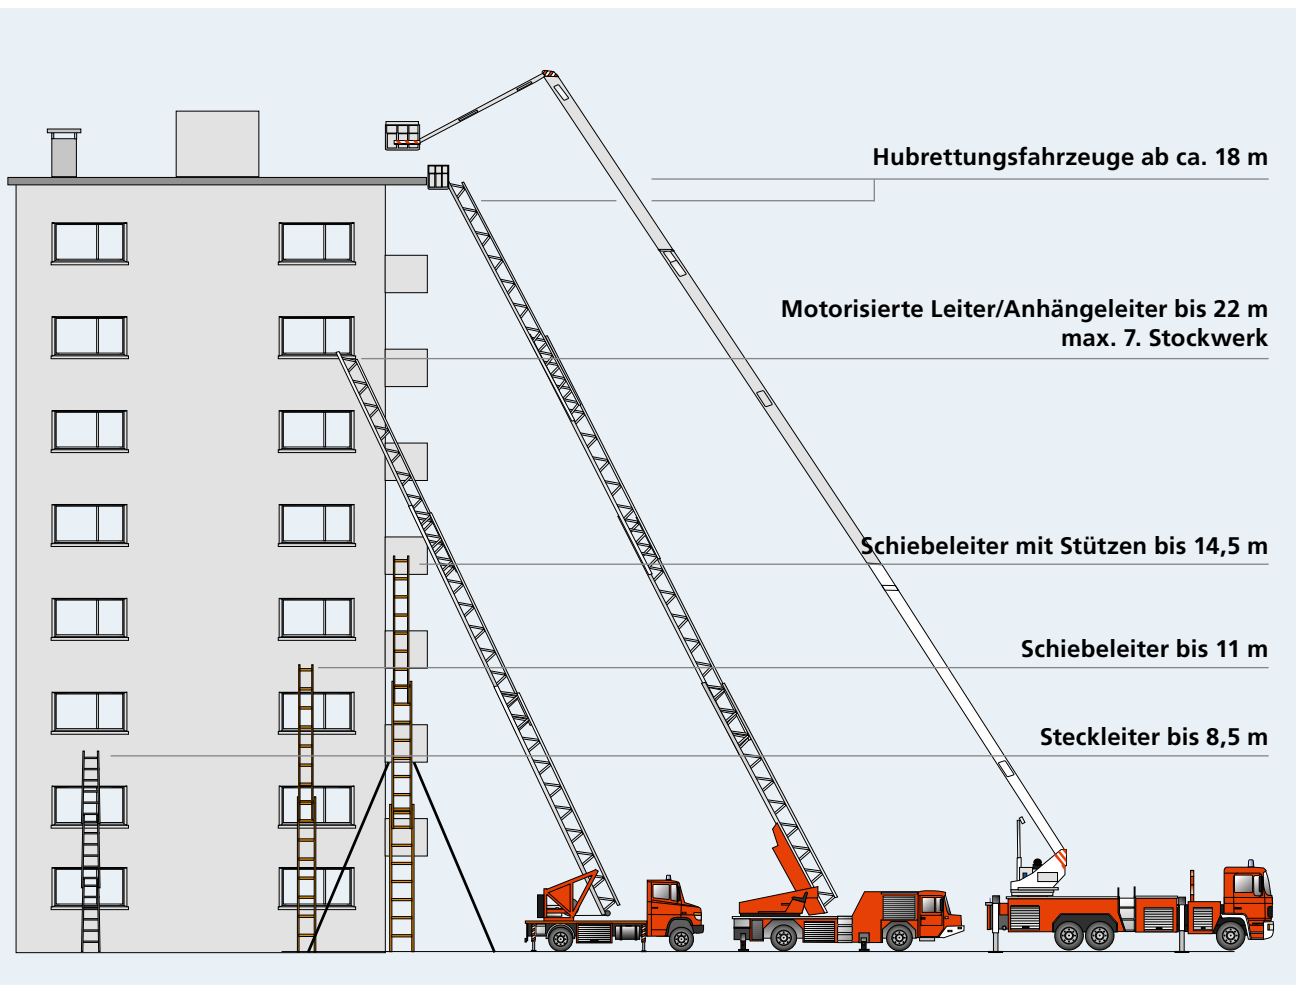 Hubrettungsfahrzeuge ab ca. 18 m
Motorisierte Leiter/Anhängeleiter bis 22 m
max. 7. Stockwerk
Schiebeleiter mit Stützen bis 14,5 m
Schiebeleiter bis 11 m
Steckleiter bis 8,5 m